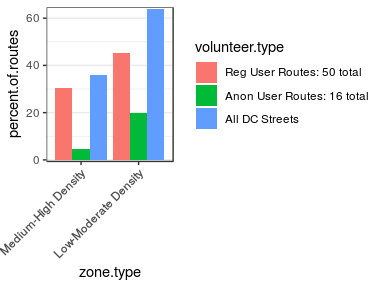 60
40
20
0
percent.of.routes
Medium-High Density
Low-Moderate Density
zone.type
volunteer.type
Reg User Routes: 50 total
Anon User Routes: 16 total
All DC Streets